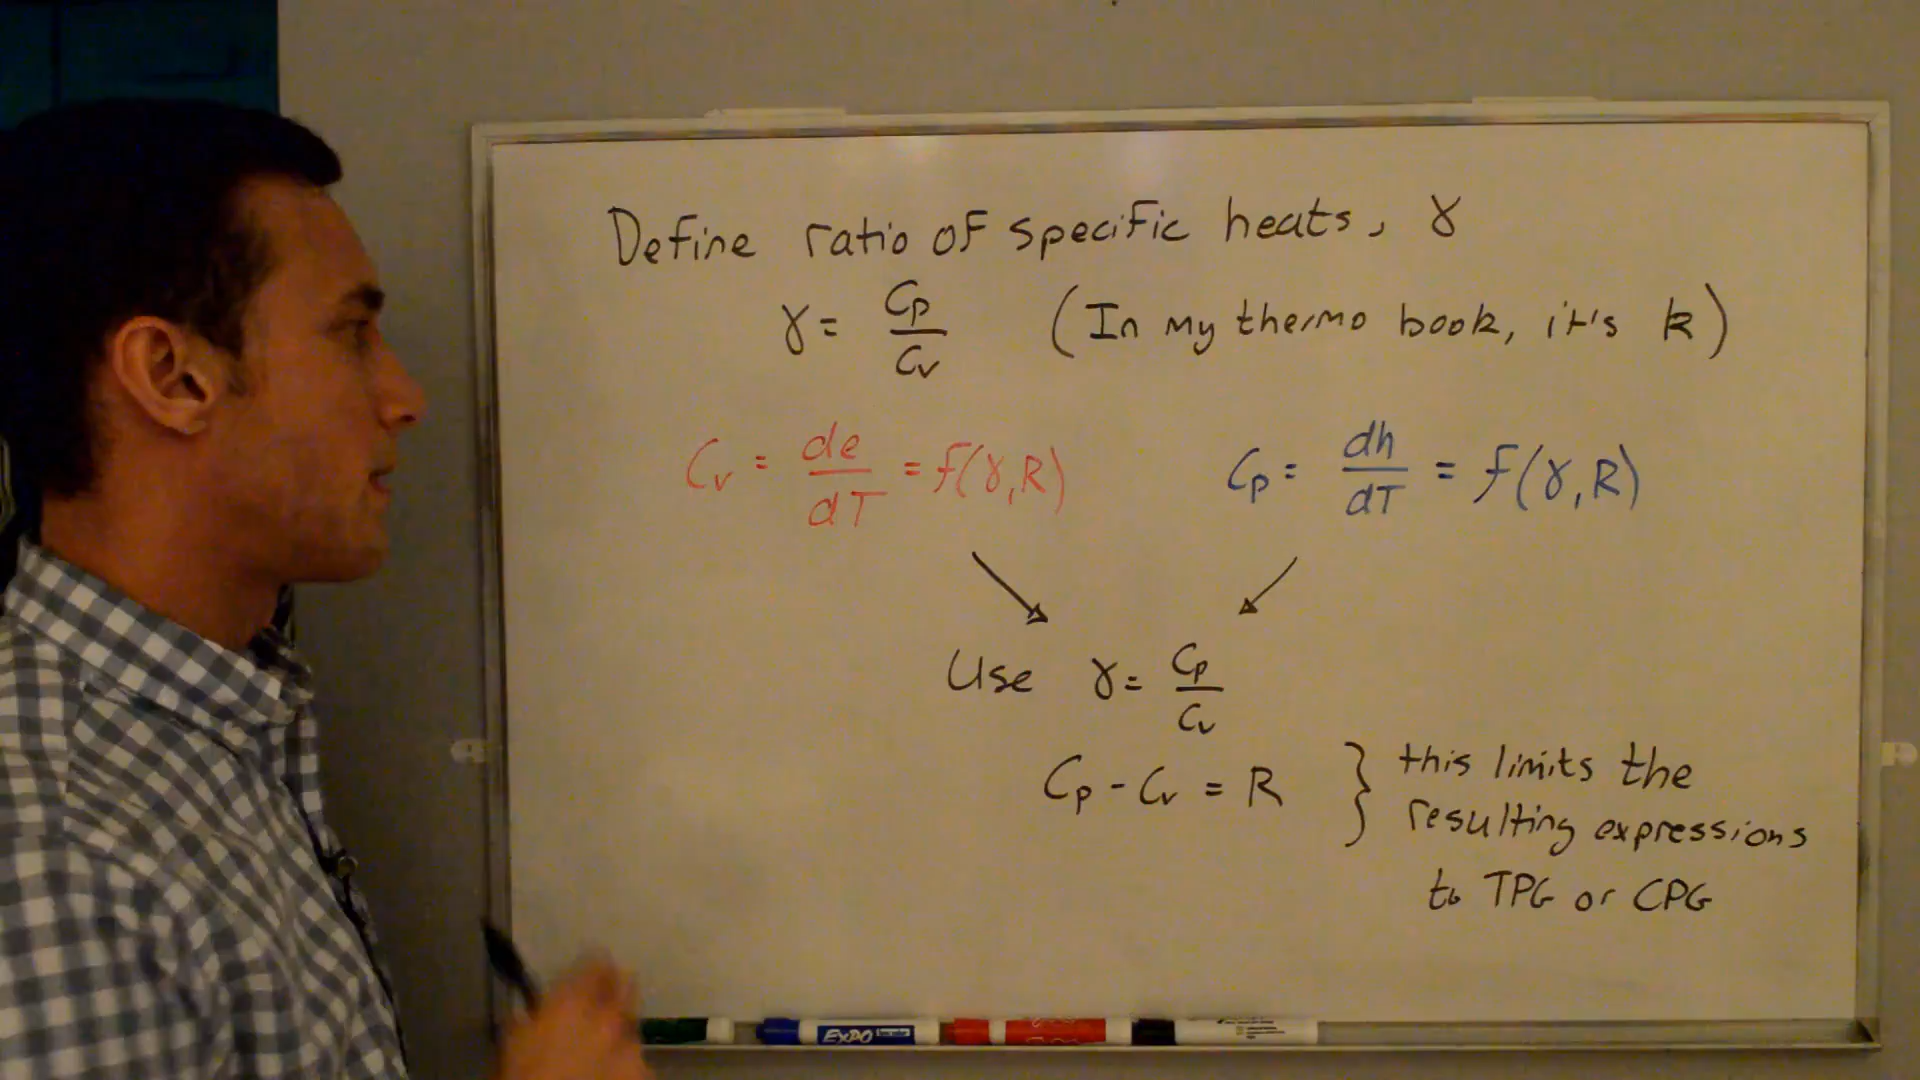 Define ratio of specific heats, γ
γ = Cp/Cv (In my thermo book, it's k)
Cv = de/dT = f(γ,R) Cp = dh/dT = f(γ,R)
Use γ = Cp/Cv
Cp - Cv = R } this limits the
resulting expressions
to TPG or CPG
EXPO